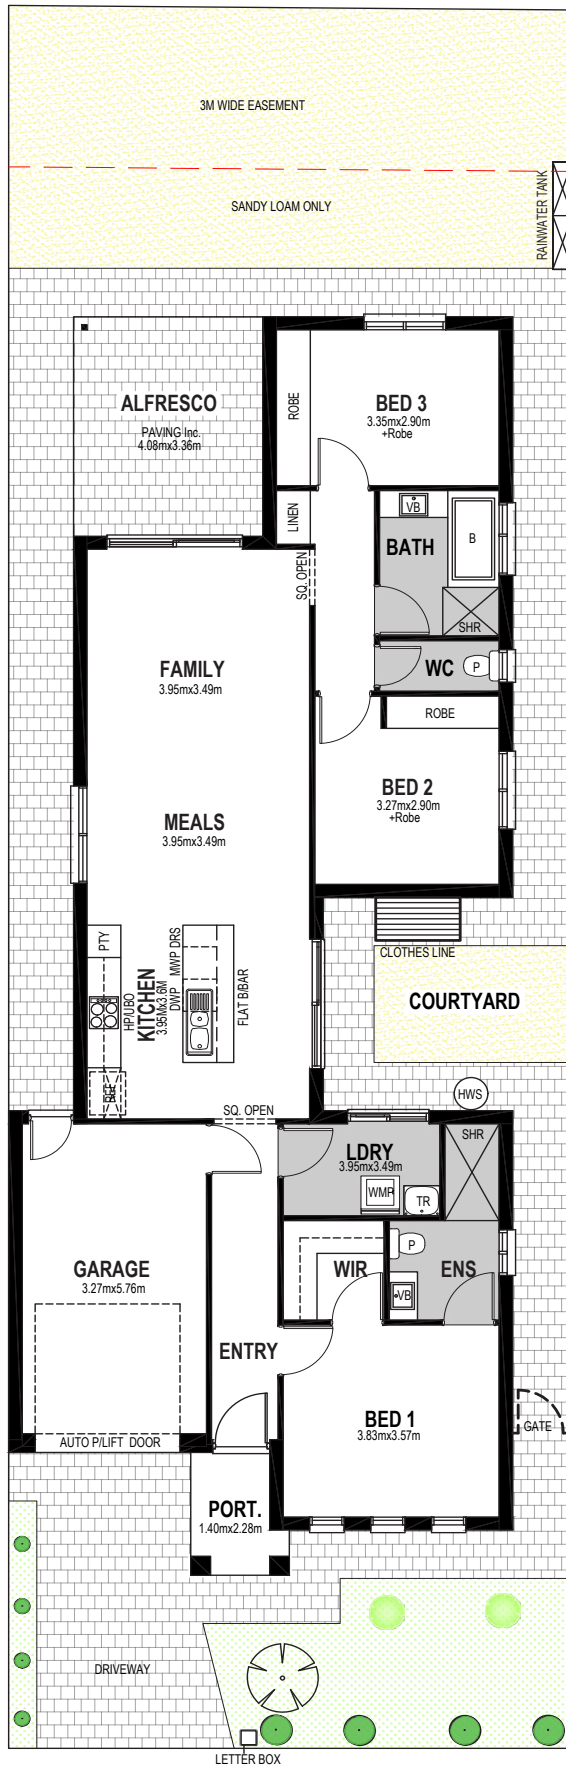 3M WIDE EASEMENT
SANDY LOAM ONLY
RAINWATER TANK
ALFRESCO
PAVING Inc.
4.08mx3.36m
ROBE
BED 3
3.35mx2.90m
+Robe
LINEN
VB
BATH
B
SQ. OPEN
SHR
WC
P
FAMILY
3.95mx3.49m
ROBE
BED 2
3.27mx2.90m
+Robe
MEALS
3.95mx3.49m
PTY
HP/UBO
KITCHEN
3.95Mx3.6M
DWP
MWP DRS
FLAT B/BAR
REF
CLOTHES LINE
COURTYARD
HWS
SQ. OPEN
LDRY
3.95mx3.49m
WMP
TR
SHR
GARAGE
3.27mx5.76m
WIR
P
ENS
VB
ENTRY
BED 1
3.83mx3.57m
GATE
AUTO P/LIFT DOOR
PORT.
1.40mx2.28m
DRIVEWAY
LETTER BOX